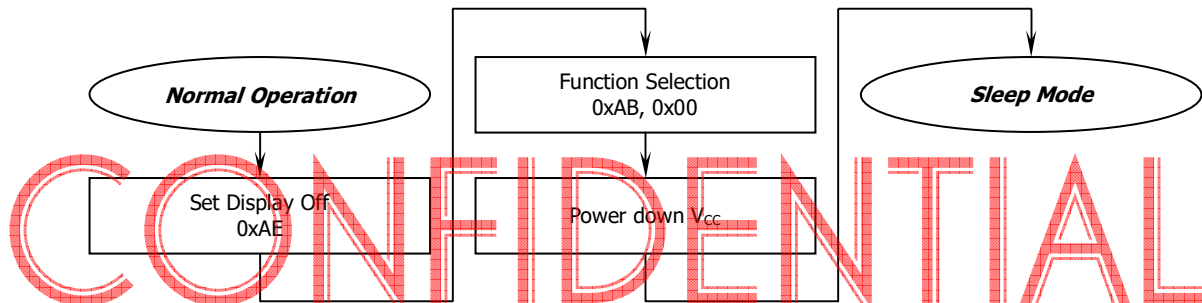 Normal Operation
Set Display Off
0xAE
Function Selection
0xAB, 0x00
Power down VCC
Sleep Mode
CONFIDENTIAL